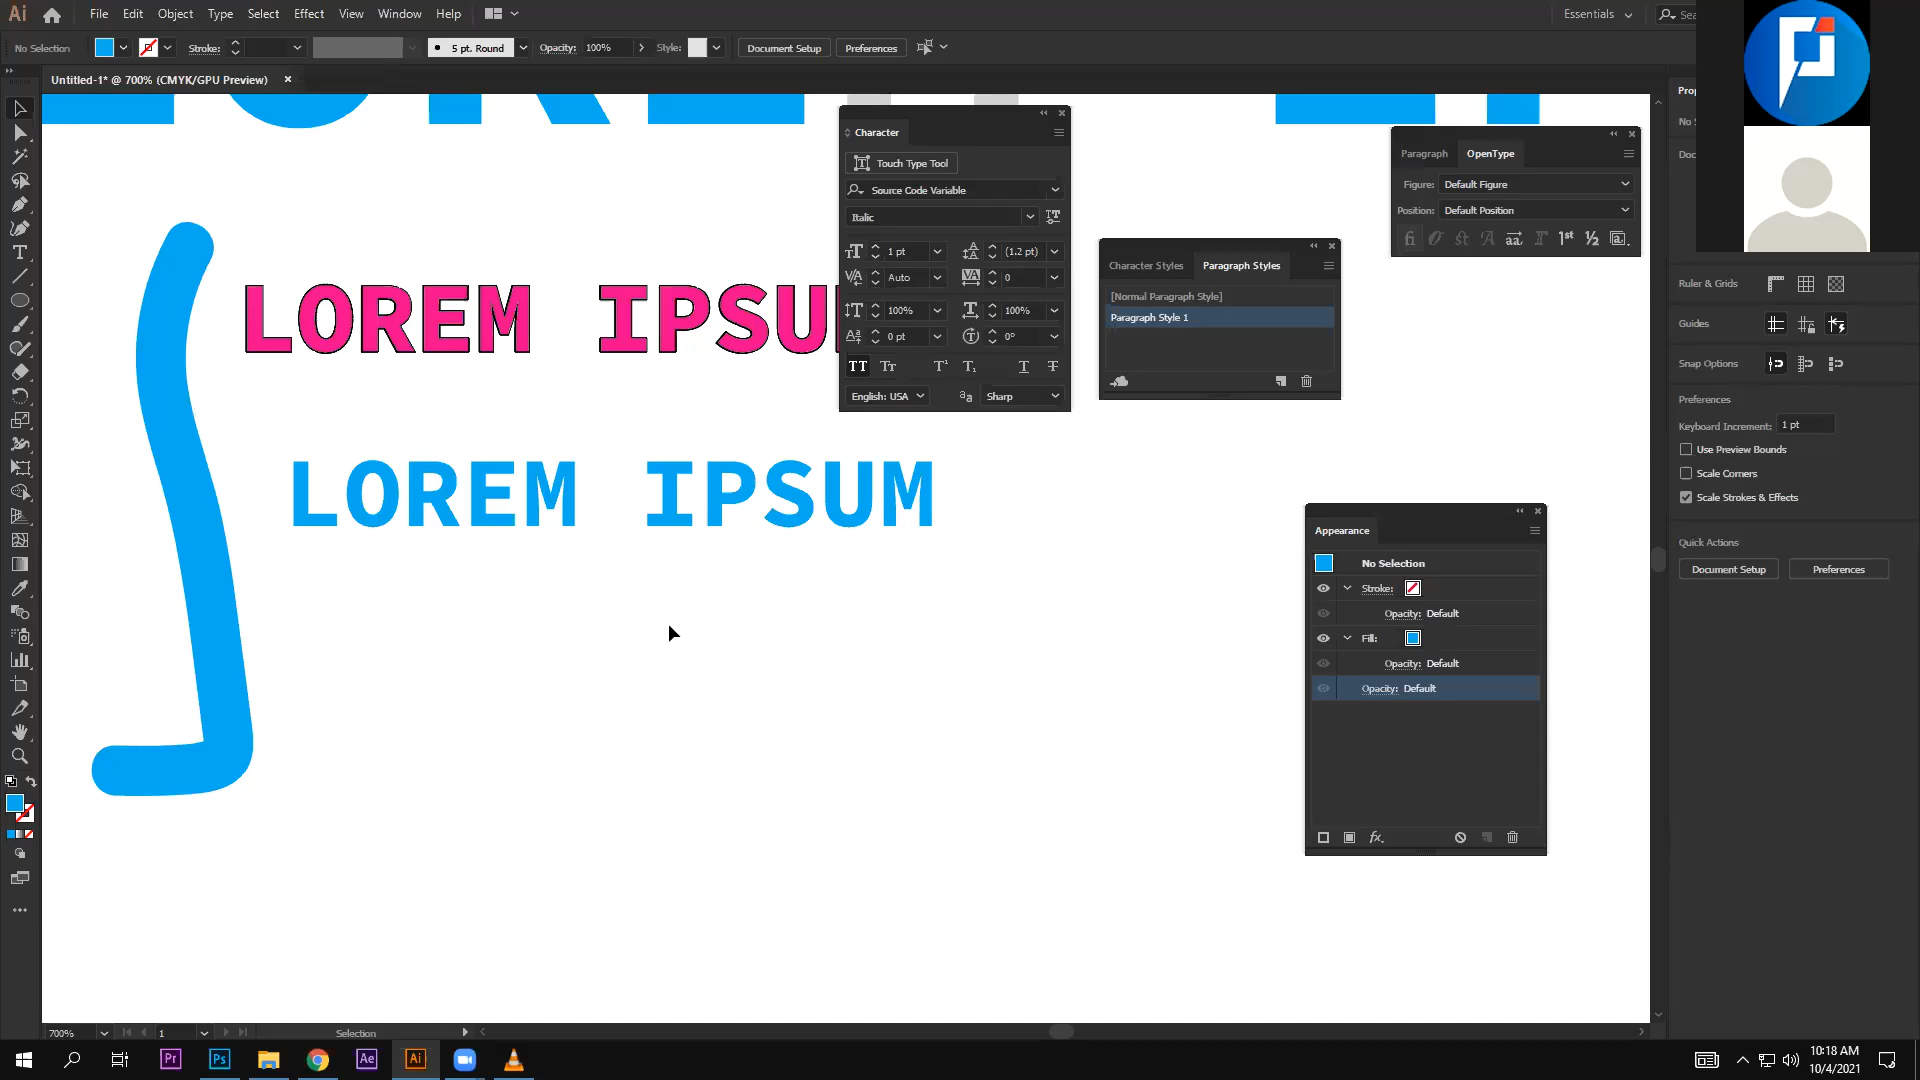 Ai File Edit Object Type Select Effect View Window Help Essentials
No Selection Stroke: 5 pt. Round Opacity: 100% Style: Document Setup Preferences
Untitled-1* @ 700% (CMYK/GPU Preview)
Character
Touch Type Tool
Source Code Variable
Italic
1 pt (1.2 pt)
Auto 0
100% 100%
0 pt 0°
English: USA Sharp
Paragraph OpenType
Figure: Default Figure
Position: Default Position
Character Styles Paragraph Styles
[Normal Paragraph Style]
Paragraph Style 1
LOREM IPSU
LOREM IPSUM
Appearance
No Selection
Stroke:
Opacity: Default
Fill:
Opacity: Default
Opacity: Default
Ruler & Grids
Guides
Snap Options
Preferences
Keyboard Increment: 1 pt
Use Preview Bounds
Scale Corners
Scale Strokes & Effects
Quick Actions
Document Setup Preferences
700% 1 Selection
Pr Ps Ae Ai
10:18 AM
10/4/2021